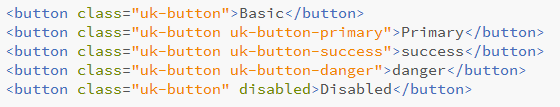 <button class="uk-button">Basic</button>
<button class="uk-button uk-button-primary">Primary</button>
<button class="uk-button uk-button-success">success</button>
<button class="uk-button uk-button-danger">danger</button>
<button class="uk-button" disabled>Disabled</button>